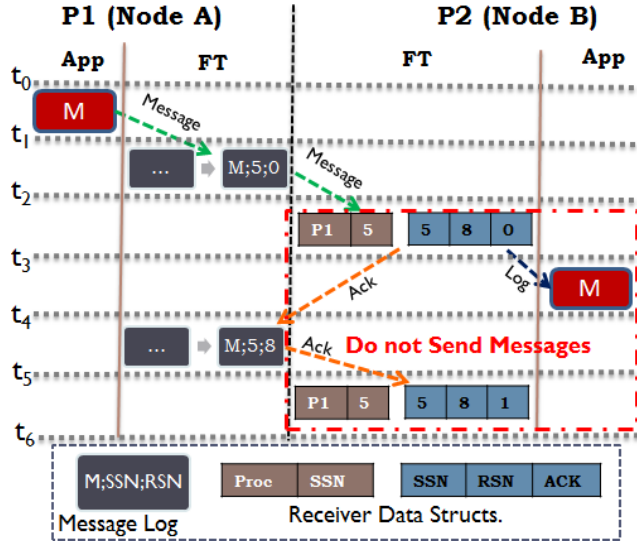 P1 (Node A) P2 (Node B)
App FT FT App
t0
M
Message
t1
... M;5;0
Message
t2
P1 5 5 8 0
t3
Ack
Log
M
t4
... M;5;8
Ack
Do not Send Messages
t5
P1 5 5 8 1
t6
M;SSN;RSN
Proc SSN
SSN RSN ACK
Message Log
Receiver Data Structs.